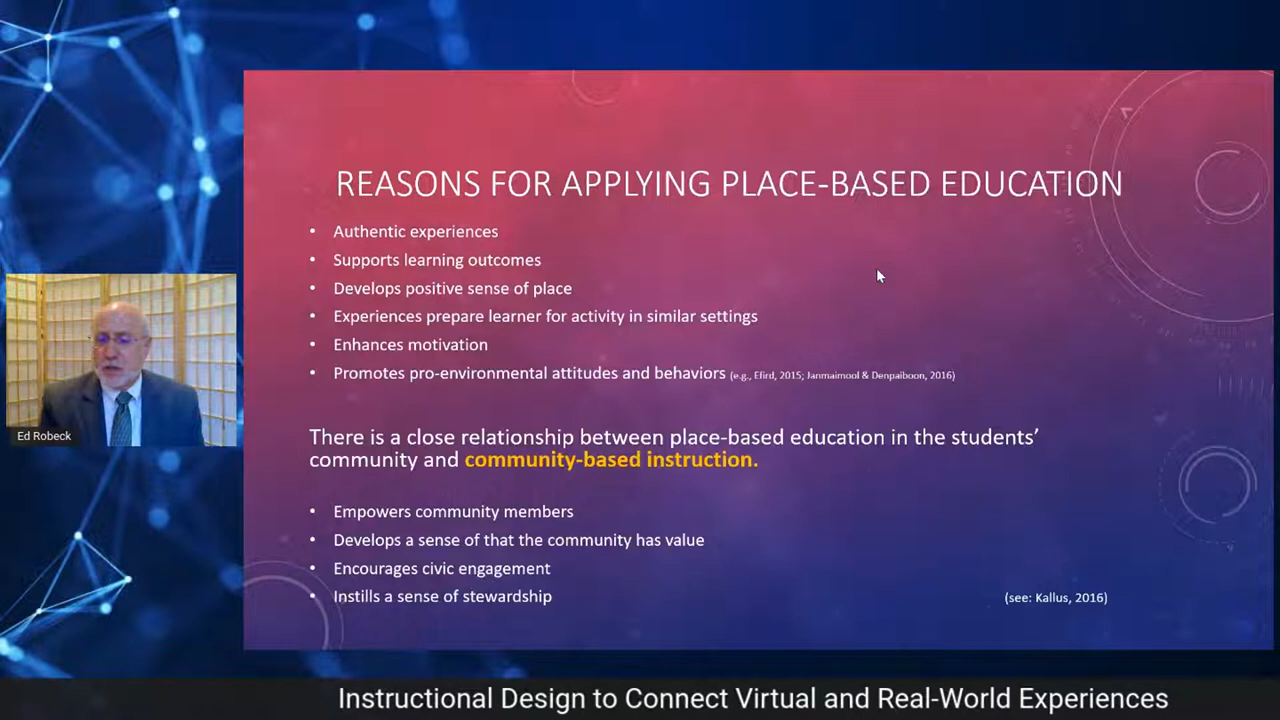 REASONS FOR APPLYING PLACE-BASED EDUCATION
• Authentic experiences
• Supports learning outcomes
• Develops positive sense of place
• Experiences prepare learner for activity in similar settings
• Enhances motivation
• Promotes pro-environmental attitudes and behaviors (e.g., Efird, 2015; Janmaimool & Denpaiboon, 2016)
There is a close relationship between place-based education in the students'
community and community-based instruction.
• Empowers community members
• Develops a sense of that the community has value
• Encourages civic engagement
• Instills a sense of stewardship
(see: Kallus, 2016)
Ed Robeck
Instructional Design to Connect Virtual and Real-World Experiences